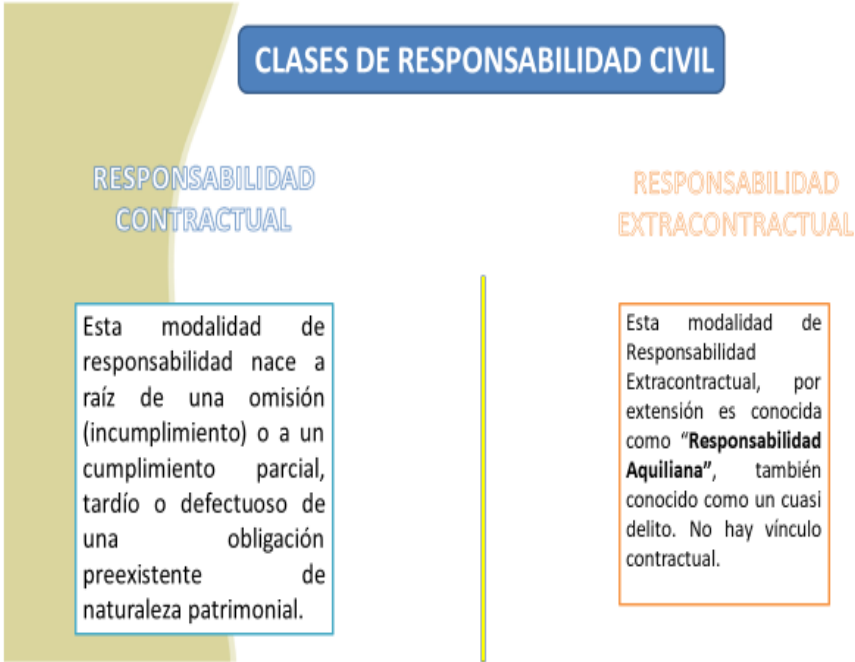 CLASES DE RESPONSABILIDAD CIVIL
RESPONSABILIDAD
CONTRACTUAL
Esta modalidad de
responsabilidad nace a
raíz de una omisión
(incumplimiento) o a un
cumplimiento parcial,
tardío o defectuoso de
una obligación
preexistente de
naturaleza patrimonial.
RESPONSABILIDAD
EXTRACONTRACTUAL
Esta modalidad de
Responsabilidad
Extracontractual, por
extensión es conocida
como “Responsabilidad
Aquiliana”, también
conocido como un cuasi
delito. No hay vínculo
contractual.